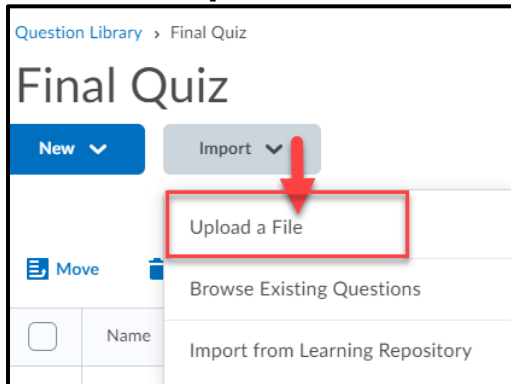 Question Library › Final Quiz
Final Quiz
New
Import
Upload a File
Move
Browse Existing Questions
Name
Import from Learning Repository